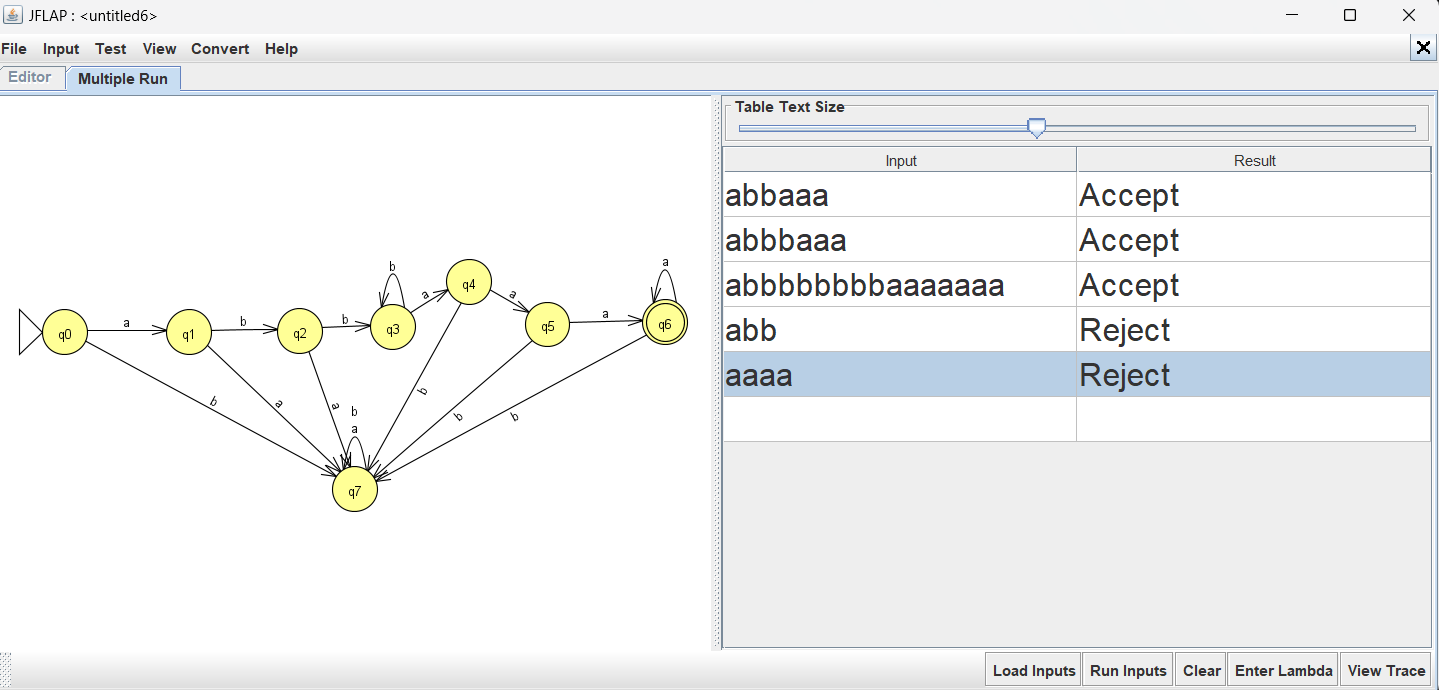 JFLAP : <untitled6>
File Input Test View Convert Help
Editor Multiple Run
Table Text Size
Input Result
abbaaa Accept
abbbaaa Accept
abbbbbbbbaaaaaaa Accept
abb Reject
aaaa Reject
b
a
q4
a
a
b
a
b
b
a
q0
q1
q2
q3
q5
q6
b
a
a
b
b
b
b
a
q7
Load Inputs Run Inputs Clear Enter Lambda View Trace